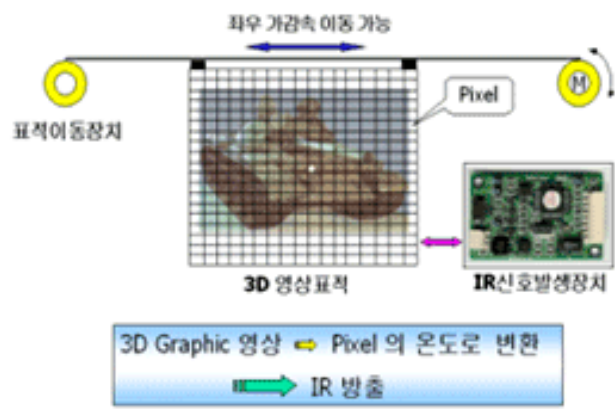 좌우 가감속 이동 가능
M
Pixel
표적이동장치
3D 영상표적
IR신호발생장치
3D Graphic 영상 ⇨ Pixel 의 온도로 변환
IR 방출